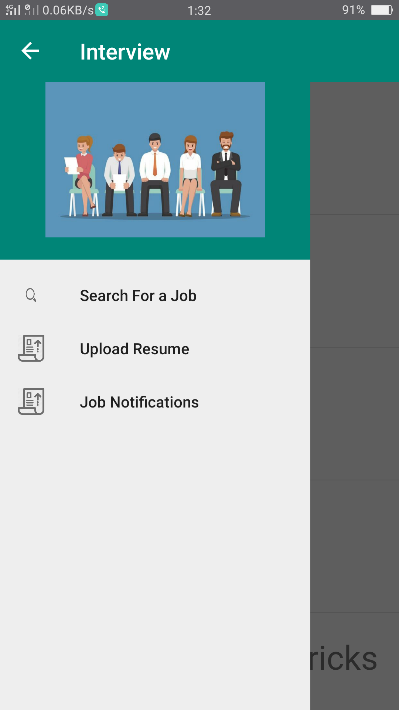 0.06KB/s 1:32 91%
Interview
Search For a Job
Upload Resume
Job Notifications
ricks